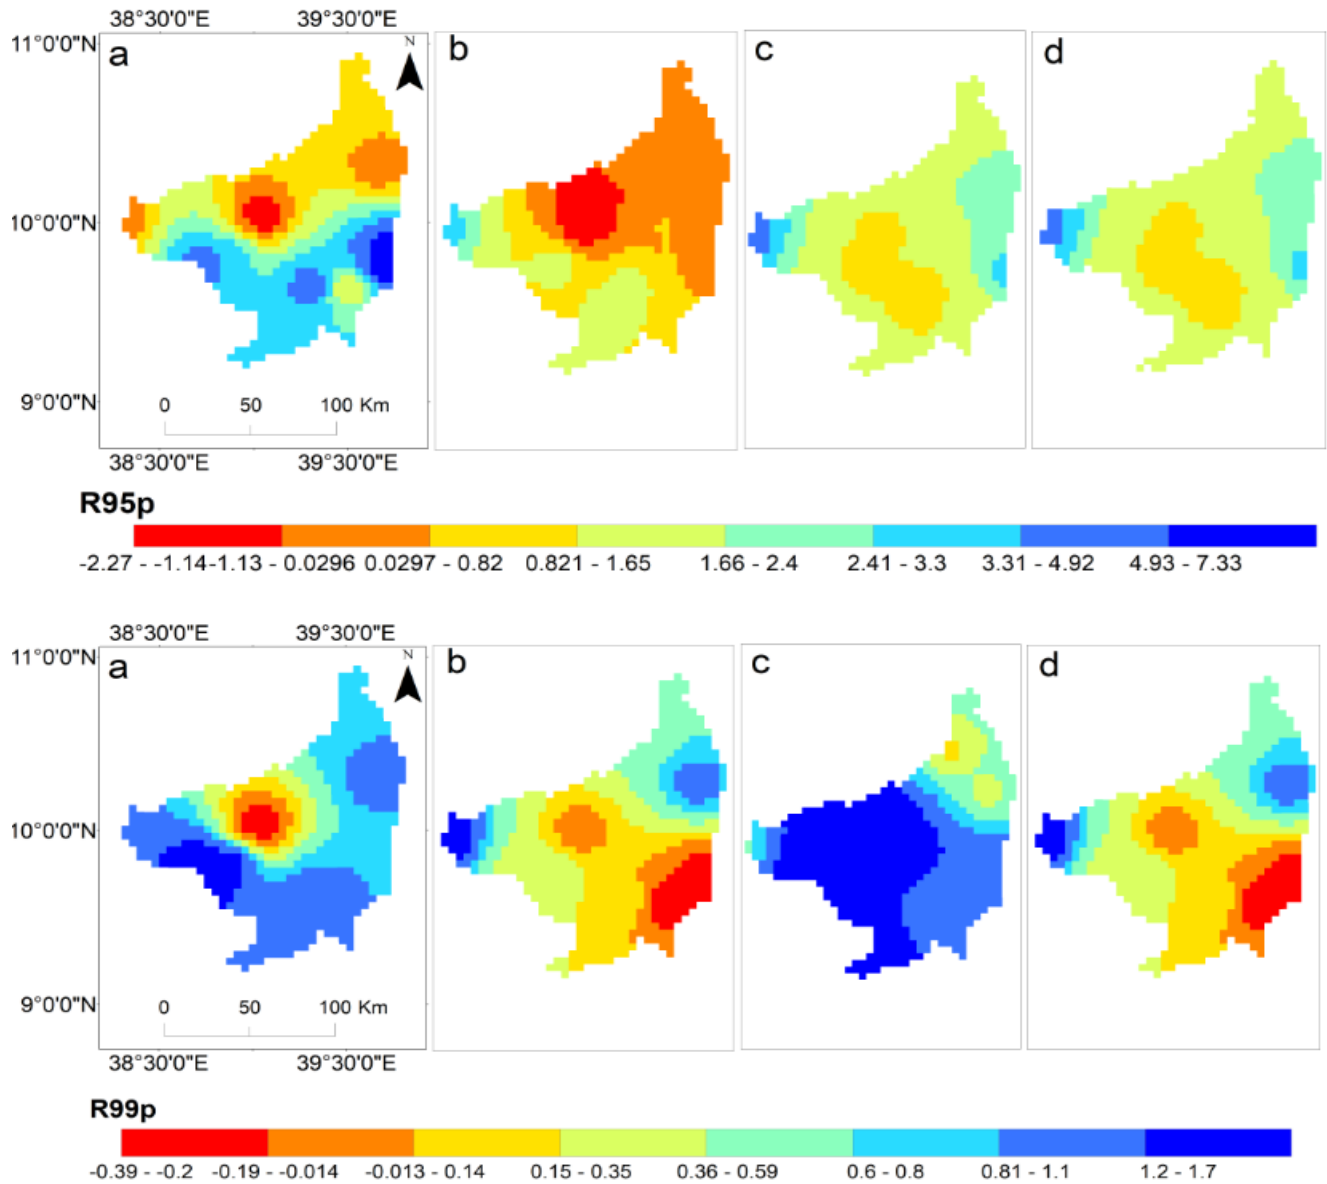 38°30'0"E 39°30'0"E
11°0'0"N a N b c d
10°0'0"N
9°0'0"N 0 50 100 Km
38°30'0"E 39°30'0"E
R95p
-2.27 - -1.14 -1.13 - 0.0296 0.0297 - 0.82 0.821 - 1.65 1.66 - 2.4 2.41 - 3.3 3.31 - 4.92 4.93 - 7.33
38°30'0"E 39°30'0"E
11°0'0"N a N b c d
10°0'0"N
9°0'0"N 0 50 100 Km
38°30'0"E 39°30'0"E
R99p
-0.39 - -0.2 -0.19 - -0.014 -0.013 - 0.14 0.15 - 0.35 0.36 - 0.59 0.6 - 0.8 0.81 - 1.1 1.2 - 1.7